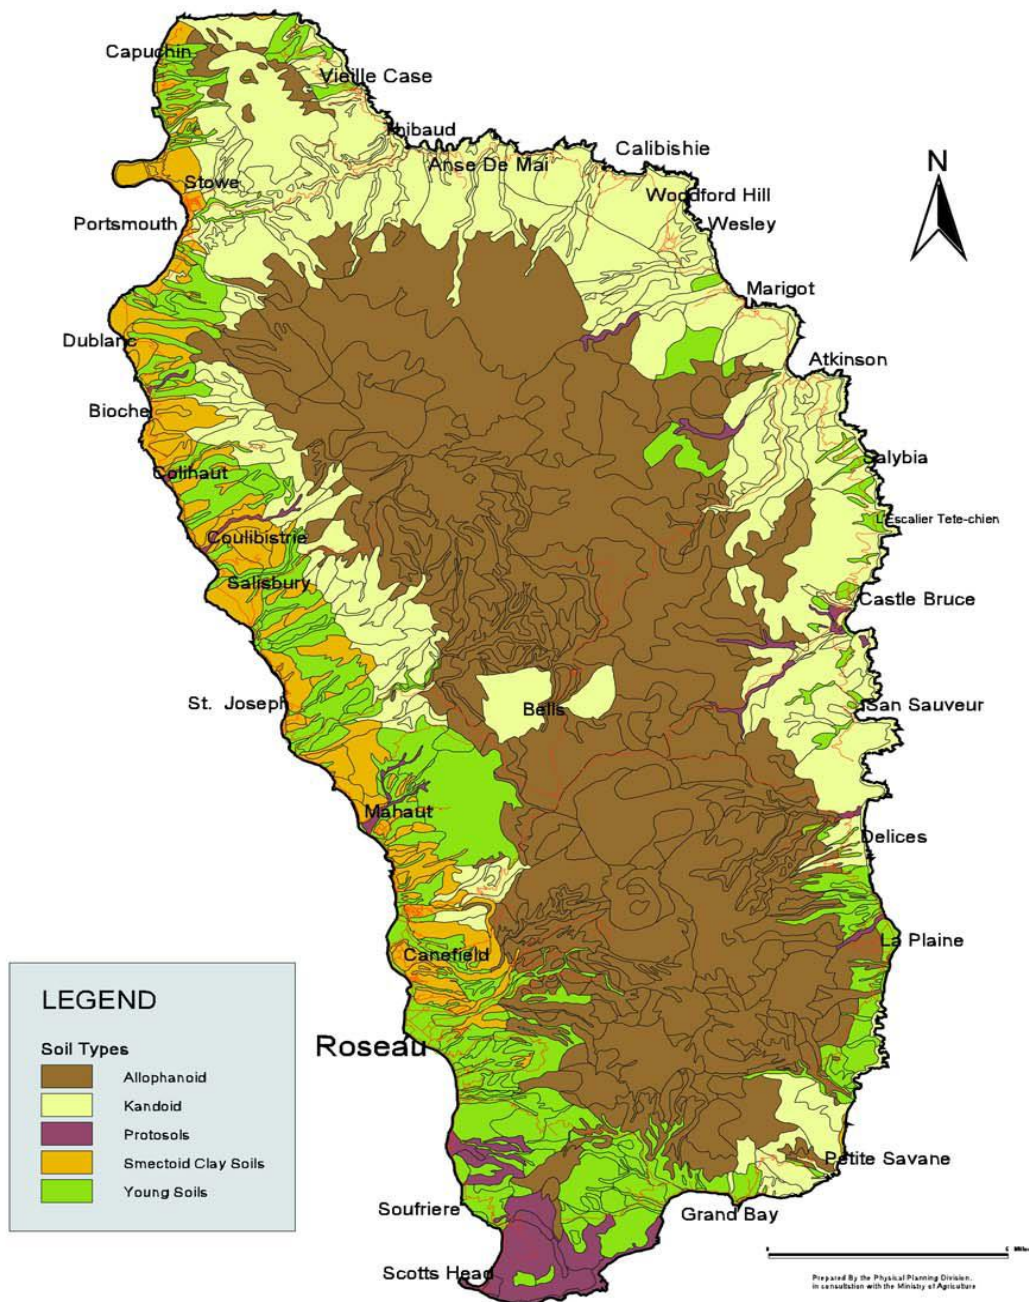 Capuchin
Vieille Case
Thibaud
Calibishie
Anse De Mai
N
Stowe
Woodford Hill
Portsmouth
Wesley
Marigot
Dublanc
Atkinson
Bioche
Salybia
Colihaut
L'Escalier Tete-chien
Coulibistrie
Salisbury
Castle Bruce
St. Joseph
Bells
San Sauveur
Mahaut
Delices
La Plaine
Canefield
Roseau
Petite Savane
Soufriere
Grand Bay
Scotts Head
LEGEND
Soil Types
Allophanoid
Kandoid
Protosols
Smectoid Clay Soils
Young Soils
Prepared By the Physical Planning Division,
in consultation with the Ministry of Agriculture